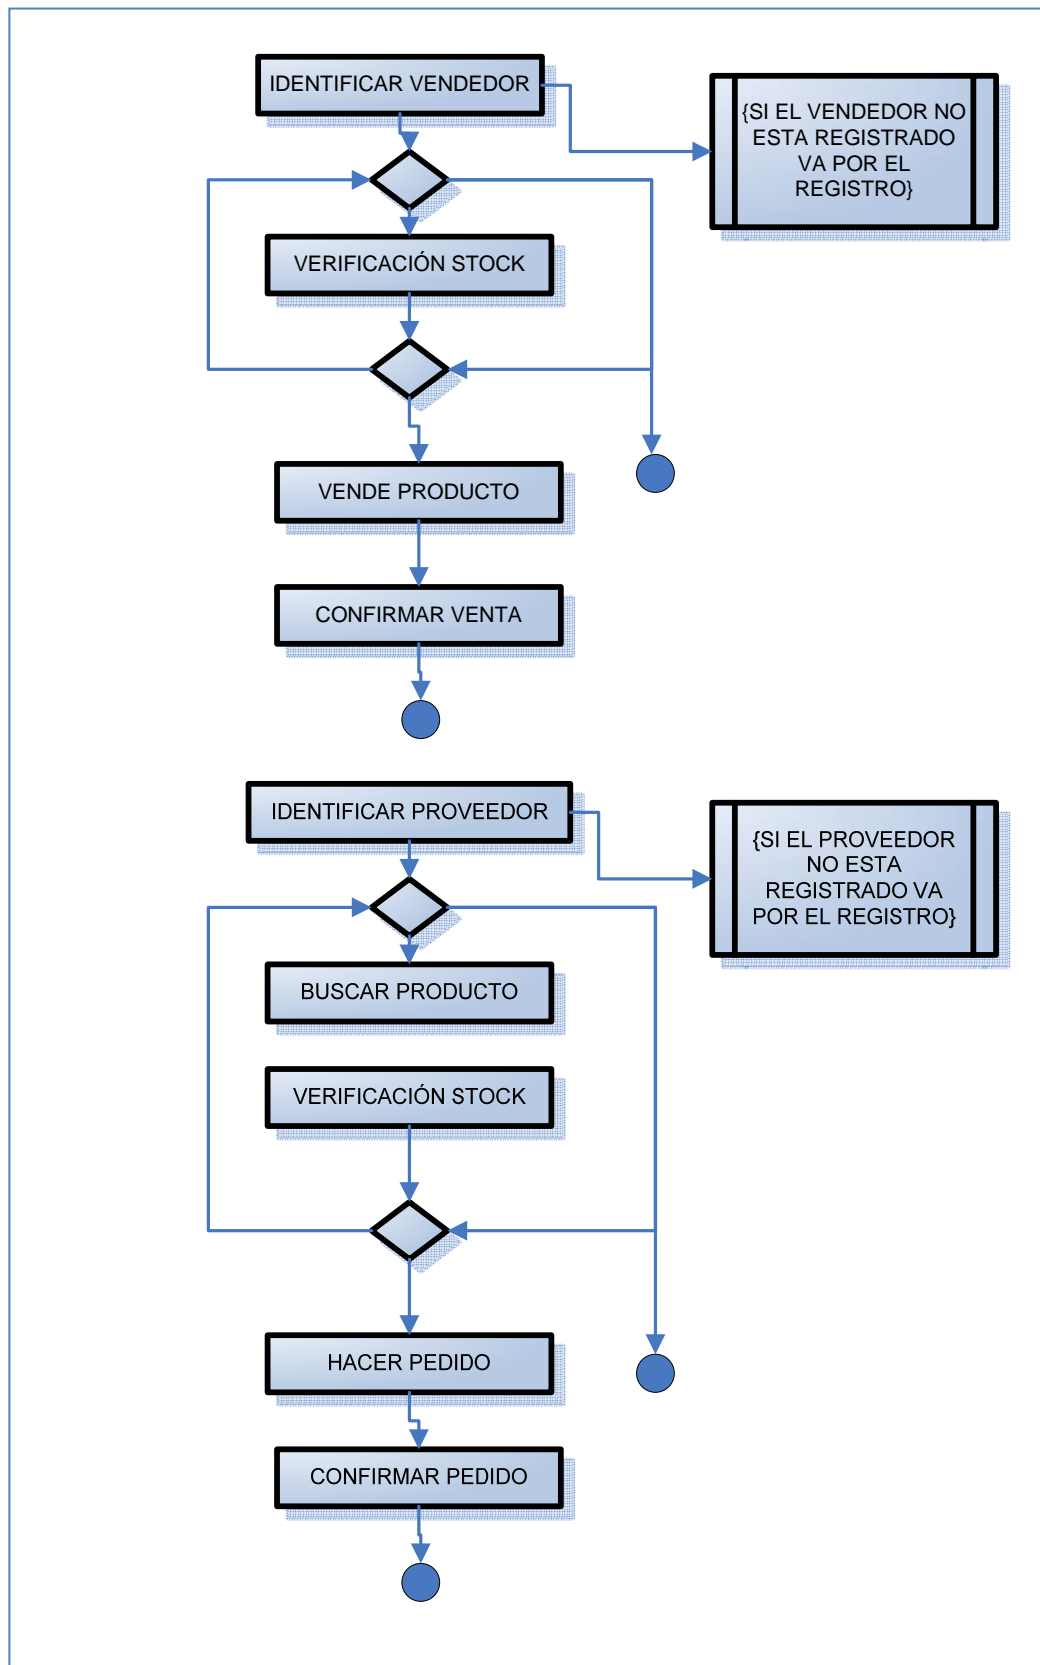 IDENTIFICAR VENDEDOR
{SI EL VENDEDOR NO
ESTA REGISTRADO
VA POR EL
REGISTRO}
VERIFICACIÓN STOCK
VENDE PRODUCTO
CONFIRMAR VENTA
IDENTIFICAR PROVEEDOR
{SI EL PROVEEDOR
NO ESTA
REGISTRADO VA
POR EL REGISTRO}
BUSCAR PRODUCTO
VERIFICACIÓN STOCK
HACER PEDIDO
CONFIRMAR PEDIDO